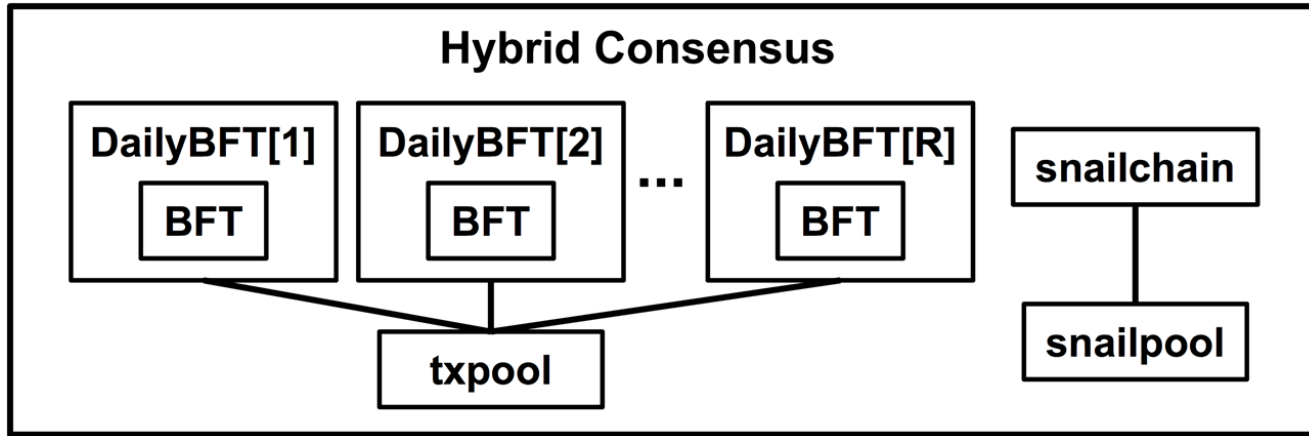 Hybrid Consensus
DailyBFT[1]
BFT
DailyBFT[2]
BFT
...
DailyBFT[R]
BFT
snailchain
txpool
snailpool